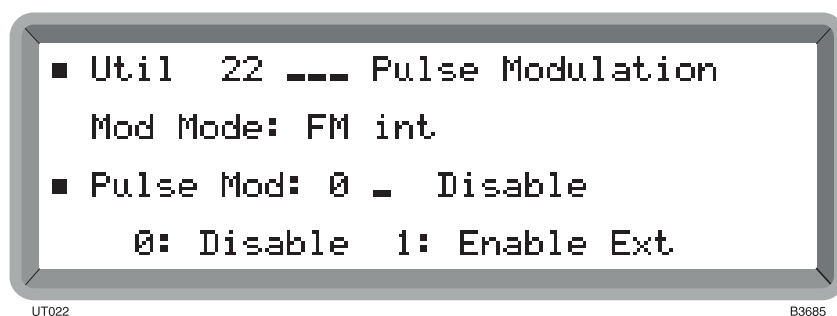 ▪ Util 22 ___ Pulse Modulation
Mod Mode: FM int
▪ Pulse Mod: 0 _ Disable
0: Disable 1: Enable Ext
UT022 B3685